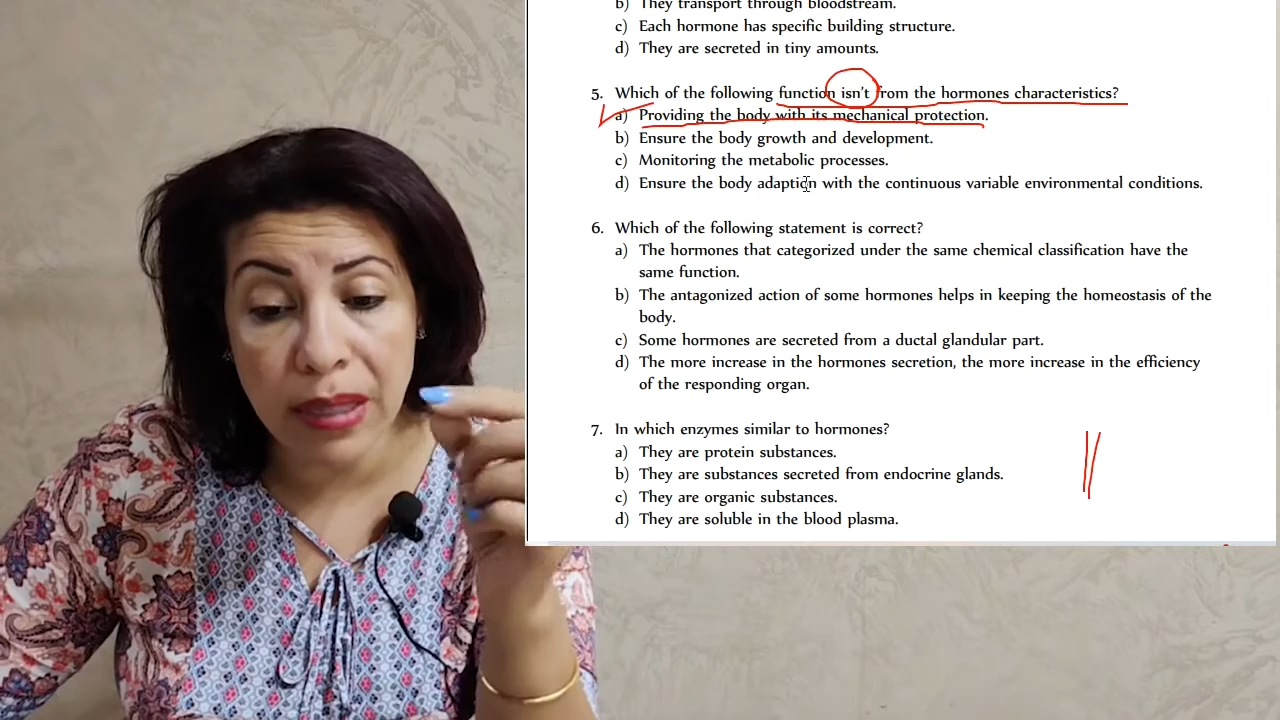 b) They transport through bloodstream.
c) Each hormone has specific building structure.
d) They are secreted in tiny amounts.
5. Which of the following function isn't from the hormones characteristics?
a) Providing the body with its mechanical protection.
b) Ensure the body growth and development.
c) Monitoring the metabolic processes.
d) Ensure the body adaption with the continuous variable environmental conditions.
6. Which of the following statement is correct?
a) The hormones that categorized under the same chemical classification have the
same function.
b) The antagonized action of some hormones helps in keeping the homeostasis of the
body.
c) Some hormones are secreted from a ductal glandular part.
d) The more increase in the hormones secretion, the more increase in the efficiency
of the responding organ.
7. In which enzymes similar to hormones?
a) They are protein substances.
b) They are substances secreted from endocrine glands.
c) They are organic substances.
d) They are soluble in the blood plasma.